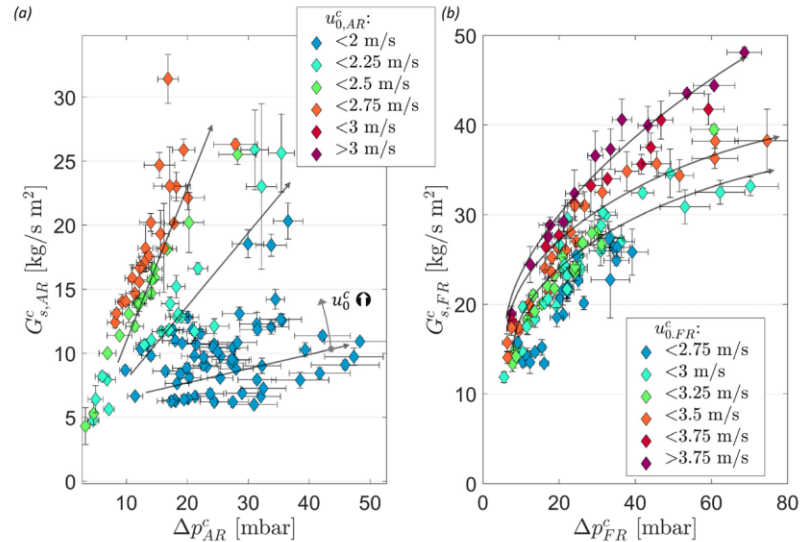 (a)
u^c_{0,AR}:
<2 m/s
<2.25 m/s
<2.5 m/s
<2.75 m/s
<3 m/s
>3 m/s
G^c_{s,AR} [kg/s m²]
30
25
20
15
10
5
0
u^c_0
10 20 30 40 50
Δp^c_{AR} [mbar]
(b)
G^c_{s,FR} [kg/s m²]
50
40
30
20
10
0
u^c_{0.FR}:
<2.75 m/s
<3 m/s
<3.25 m/s
<3.5 m/s
<3.75 m/s
>3.75 m/s
0 20 40 60 80
Δp^c_{FR} [mbar]